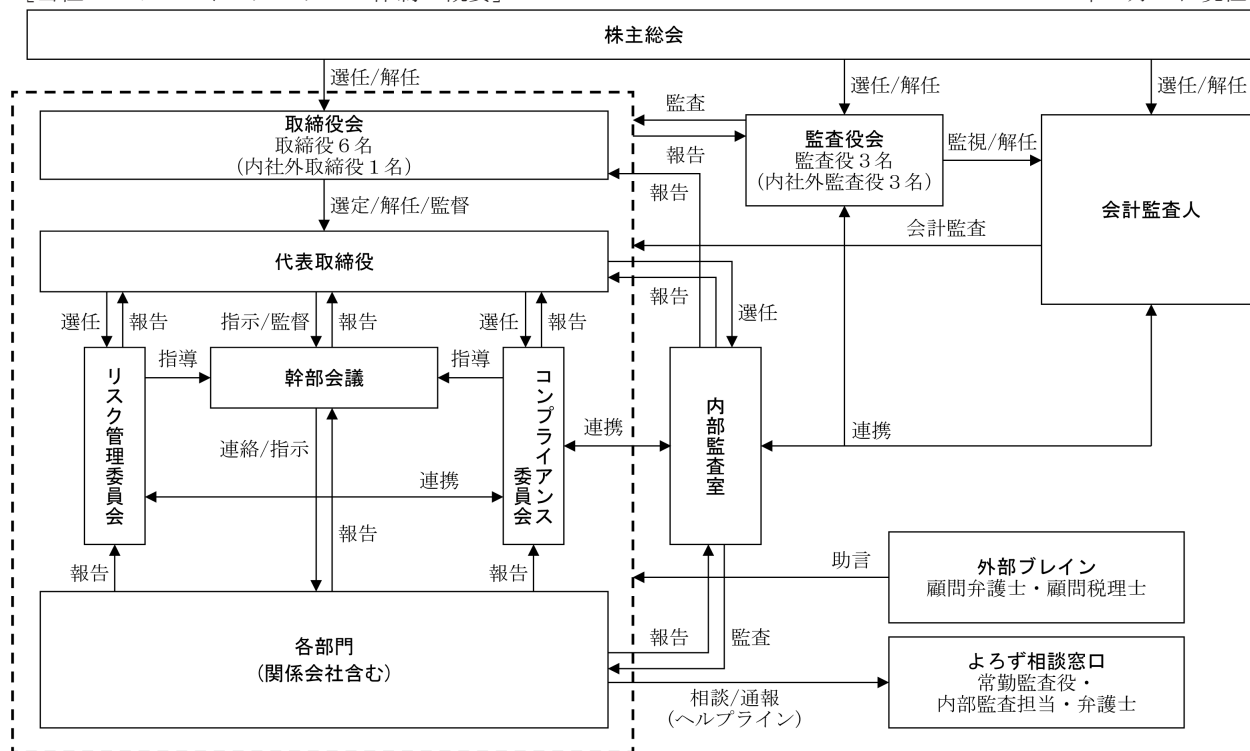 株主総会
選任/解任
選任/解任
選任/解任
取締役会
取締役6名
(内社外取締役1名)
監査
報告
監査役会
監査役3名
(内社外監査役3名)
監視/解任
会計監査人
報告
選定/解任/監督
会計監査
代表取締役
報告
選任
選任
報告
指示/監督
報告
選任
報告
リスク管理委員会
指導
幹部会議
指導
コンプライアンス
委員会
連携
内部監査室
連携
連絡/指示
連携
報告
報告
報告
助言
外部ブレイン
顧問弁護士・顧問税理士
各部門
(関係会社含む)
報告
監査
よろず相談窓口
常勤監査役・
内部監査担当・弁護士
相談/通報
(ヘルプライン)